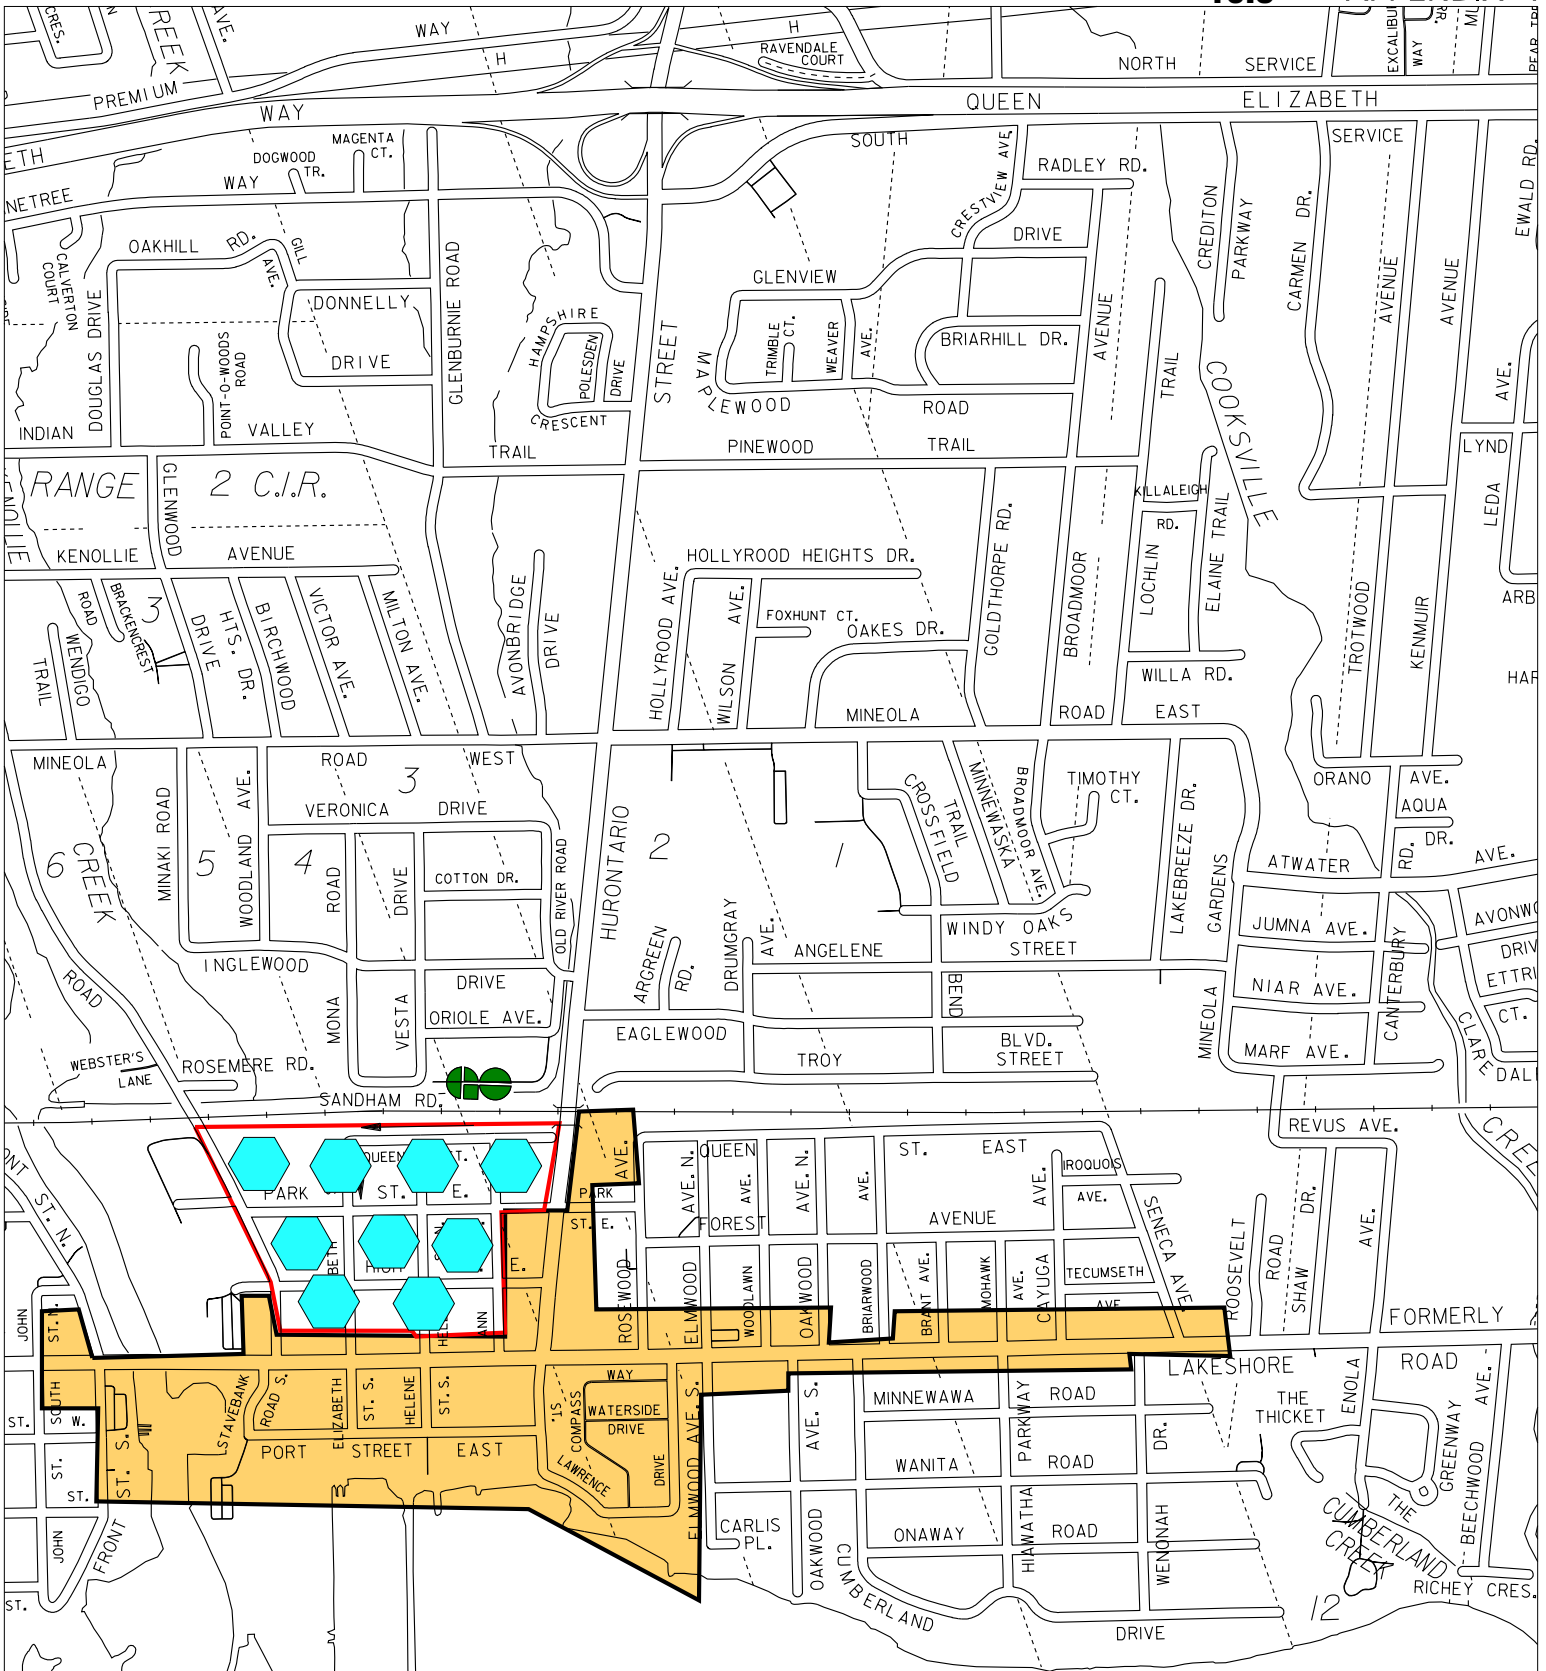 CRES.
REEK
AVE.
WAY
H
H
RAVENDALE
COURT
NORTH
SERVICE
EXCALIBU
WAY
PREMIUM
WAY
QUEEN
ELIZABETH
ETH
MAGENTA
CT.
DOGWOOD
TR.
WAY
SOUTH
SERVICE
CRESTVIEW AVE.
RADLEY RD.
EWALD RD.
NETREE
OAKHILL
RD.
GILL
AVE.
CALVERTON
COURT
DOUGLAS DRIVE
DONNELLY
DRIVE
GLENBURNIE ROAD
POINT-O-WOODS
ROAD
HAMPSHIRE
POLESDEN
DRIVE
CRESCENT
STREET
GLENVIEW
DRIVE
MAPLEWOOD
ROAD
TRIMBLE
CT.
WEAVER
AVE.
BRIARHILL DR.
AVENUE
TRAIL
CREDITON
PARKWAY
CARMEN DR.
AVENUE
AVENUE
COOKSVILLE
AVE.
LYND
LEDA
INDIAN
VALLEY
TRAIL
PINEWOOD
TRAIL
RANGE 2 C.I.R.
GLENWOOD
KENOLLIE
AVENUE
KILLALEIGH
RD.
ELAINE TRAIL
LOCHLIN
GOLDTHORPE RD.
BROADMOOR
HOLLYROOD HEIGHTS DR.
HOLLYROOD AVE.
WILSON
AVE.
FOXHUNT CT.
OAKES DR.
AVONBRIDGE
DRIVE
3
ROAD
BRACKENCREST
DRIVE
HTS. DR.
BIRCHWOOD
VICTOR AVE.
MILTON AVE.
TRAIL
WENDIGO
TROTWOOD
KENMUIR
ARB
HAR
WILLA RD.
MINEOLA
ROAD
EAST
MINEOLA
ROAD
WEST
3
VERONICA
DRIVE
MINAKI ROAD
WOODLAND AVE.
6
CREEK
5
4
ROAD
DRIVE
COTTON DR.
OLD RIVER ROAD
HURONTARIO
2
1
CROSSFIELD
TRAIL
MINNEWASKA
BROADMOOR AVE.
TIMOTHY
CT.
LAKEBREEZE DR.
GARDENS
ORANO
AVE.
AQUA
DR.
RD.
ATWATER
AVE.
JUMNA AVE.
AVONWO
DRIV
ETTRI
CT.
WINDY OAKS
INGLEWOOD
DRIVE
ROAD
MONA
VESTA
ORIOLE AVE.
ARGREEN
RD.
DRUMGRAY
AVE.
ANGELENE
STREET
BEND
NIAR AVE.
CANTERBURY
CLARE
EAGLEWOOD
BLVD.
TROY
STREET
MINEOLA
MARF AVE.
WEBSTER'S
LANE
ROSEMERE RD.
SANDHAM RD.
REVUS AVE.
ONT ST. N.
QUEEN
PARK
ST.
E.
QUEEN
ST.
EAST
PARK
ST. E.
AVE.
AVE. N.
AVE.
AVE. N.
AVE.
AVE.
IROQUOIS
AVE.
SENECA AVE.
FOREST
AVENUE
ROOSEVELT
ROAD
SHAW
DR.
AVE.
BETH
HIGH
E.
ROSEWOOD
ELMWOOD
WOODLAWN
OAKWOOD
BRIARWOOD
BRANT AVE.
MOHAWK
AVE.
CAYUGA
TECUMSETH
AVE.
JOHN
ST. N.
ANN
FORMERLY
LAKESHORE
ROAD
SOUTH
ST.
W.
STAVEBANK
ROAD S.
ELIZABETH
ST. S.
HELENE
ST. S.
ST.
COMPASS
WAY
WATERSIDE
DRIVE
LAWRENCE
DRIVE
ELMWOOD AVE. S.
AVE. S.
MINNEWAWA
ROAD
PARKWAY
DR.
THE
THICKET
ENOLA
GREENWAY
BEECHWOOD
AVE.
PORT
STREET
EAST
WANITA
ROAD
ST.
ST.
ST. S.
JOHN
FRONT
CARLIS
PL.
OAKWOOD
CUMBERLAND
ONAWAY
ROAD
HIAWATHA
WENONAH
THE
CUMBERLAND
CREEK
RICHEY CRES.
12
DRIVE
ST.